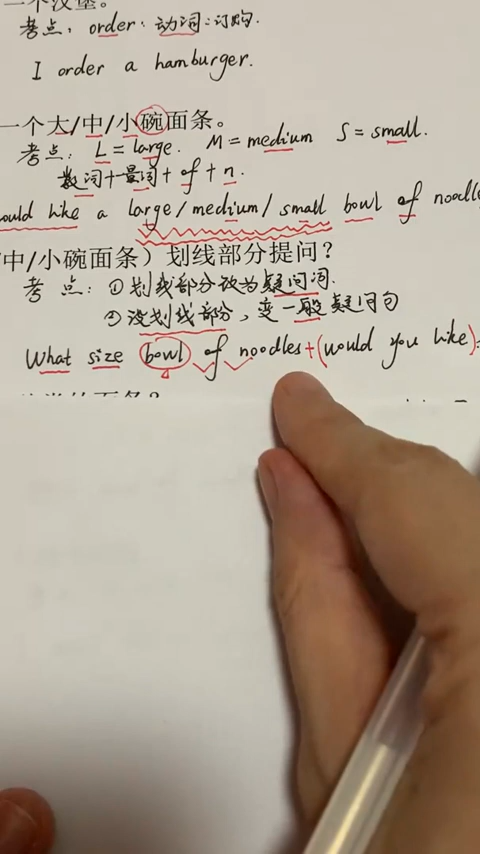 一个汉堡。
考点：order：动词：订购.
I order a hamburger.
一个大/中/小碗面条。
考点：L = large. M = medium S = small.
数词+量词+of+n.
would like a large/medium/small bowl of noodle
中/小碗面条）划线部分提问？
考点：①划线部分改为疑问词.
②没划线部分，变一般疑问句
What size bowl of noodles+(would you like)